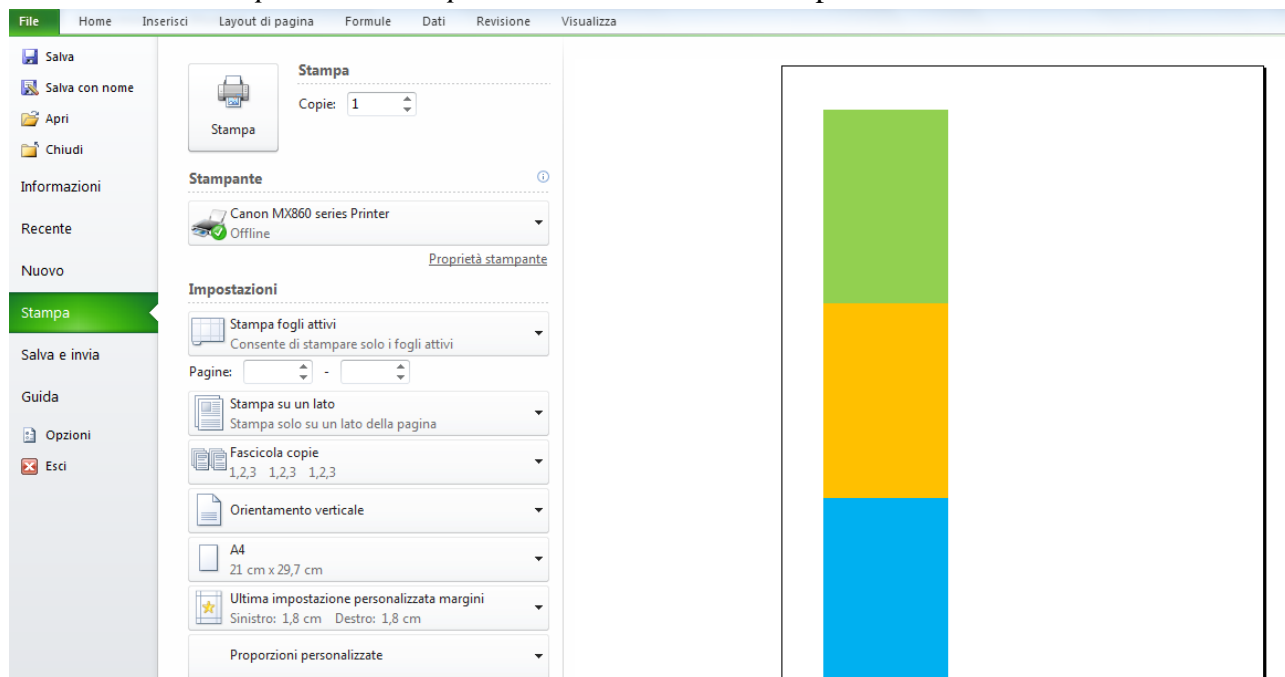 File Home Inserisci Layout di pagina Formule Dati Revisione Visualizza
Salva
Salva con nome
Apri
Chiudi
Informazioni
Recente
Nuovo
Stampa
Salva e invia
Guida
Opzioni
Esci
Stampa
Stampa
Copie: 1
Stampante
Canon MX860 series Printer
Offline
Proprietà stampante
Impostazioni
Stampa fogli attivi
Consente di stampare solo i fogli attivi
Pagine: -
Stampa su un lato
Stampa solo su un lato della pagina
Fascicola copie
1,2,3 1,2,3 1,2,3
Orientamento verticale
A4
21 cm x 29,7 cm
Ultima impostazione personalizzata margini
Sinistro: 1,8 cm Destro: 1,8 cm
Proporzioni personalizzate